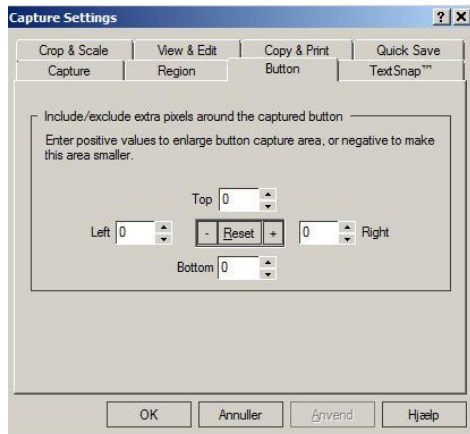 Capture Settings
Crop & Scale View & Edit Copy & Print Quick Save
Capture Region Button TextSnap™
Include/exclude extra pixels around the captured button
Enter positive values to enlarge button capture area, or negative to make
this area smaller.
Top 0
Left 0 - Reset + 0 Right
Bottom 0
OK Annuller Anvend Hjælp